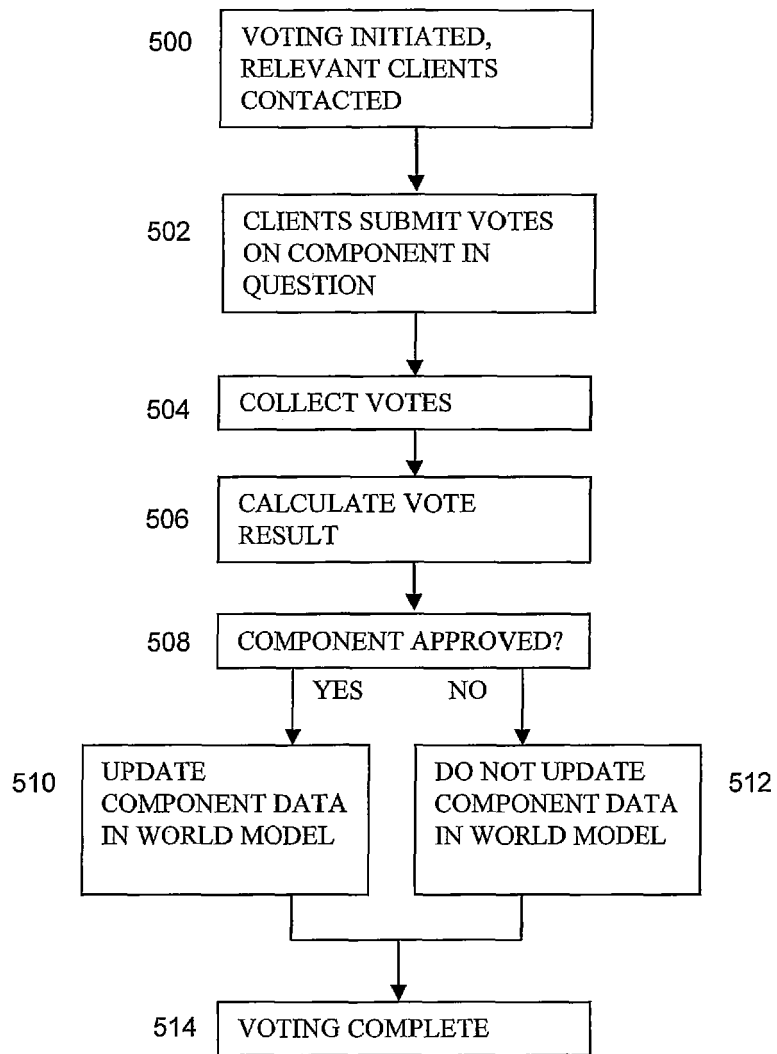 500
VOTING INITIATED,
RELEVANT CLIENTS
CONTACTED
502
CLIENTS SUBMIT VOTES
ON COMPONENT IN
QUESTION
504
COLLECT VOTES
506
CALCULATE VOTE
RESULT
508
COMPONENT APPROVED?
YES
NO
510
UPDATE
COMPONENT DATA
IN WORLD MODEL
DO NOT UPDATE
COMPONENT DATA
IN WORLD MODEL
512
514
VOTING COMPLETE